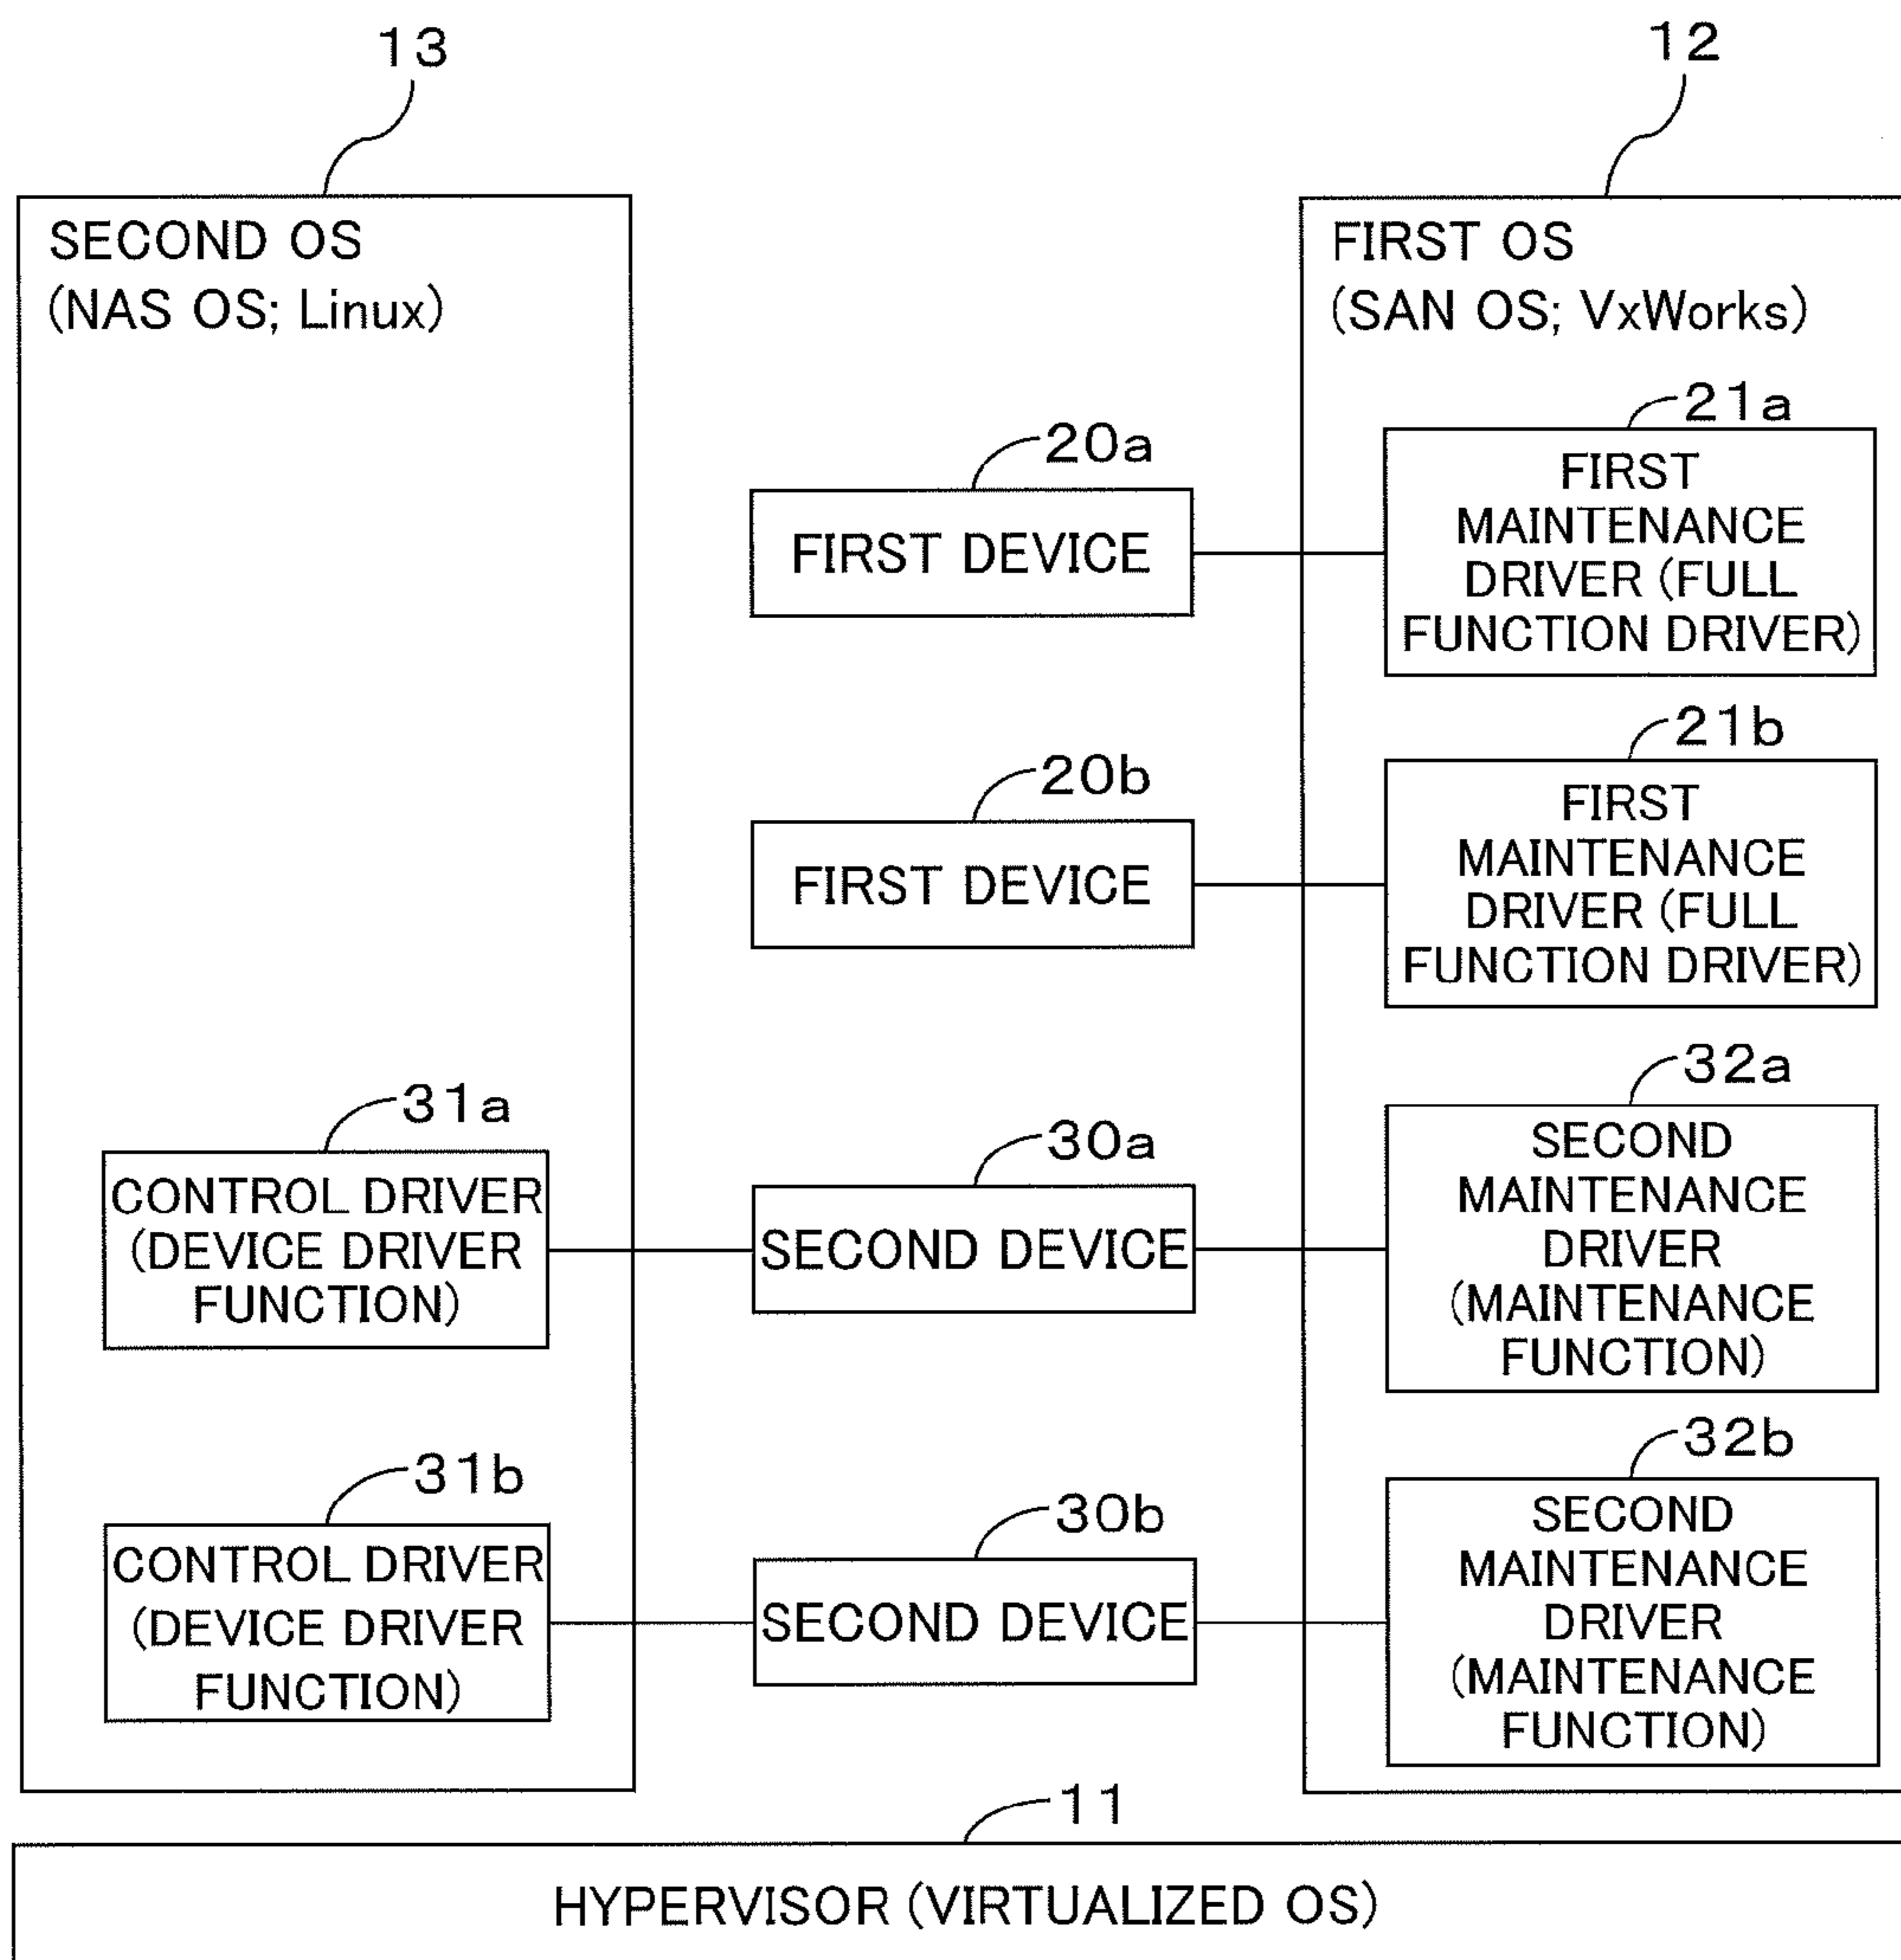 13
12
SECOND OS
(NAS OS; Linux)
FIRST OS
(SAN OS; VxWorks)
21a
FIRST
MAINTENANCE
DRIVER (FULL
FUNCTION DRIVER)
20a
FIRST DEVICE
21b
FIRST
MAINTENANCE
DRIVER (FULL
FUNCTION DRIVER)
20b
FIRST DEVICE
31a
CONTROL DRIVER
(DEVICE DRIVER
FUNCTION)
30a
SECOND DEVICE
32a
SECOND
MAINTENANCE
DRIVER
(MAINTENANCE
FUNCTION)
31b
CONTROL DRIVER
(DEVICE DRIVER
FUNCTION)
30b
SECOND DEVICE
32b
SECOND
MAINTENANCE
DRIVER
(MAINTENANCE
FUNCTION)
11
HYPERVISOR (VIRTUALIZED OS)